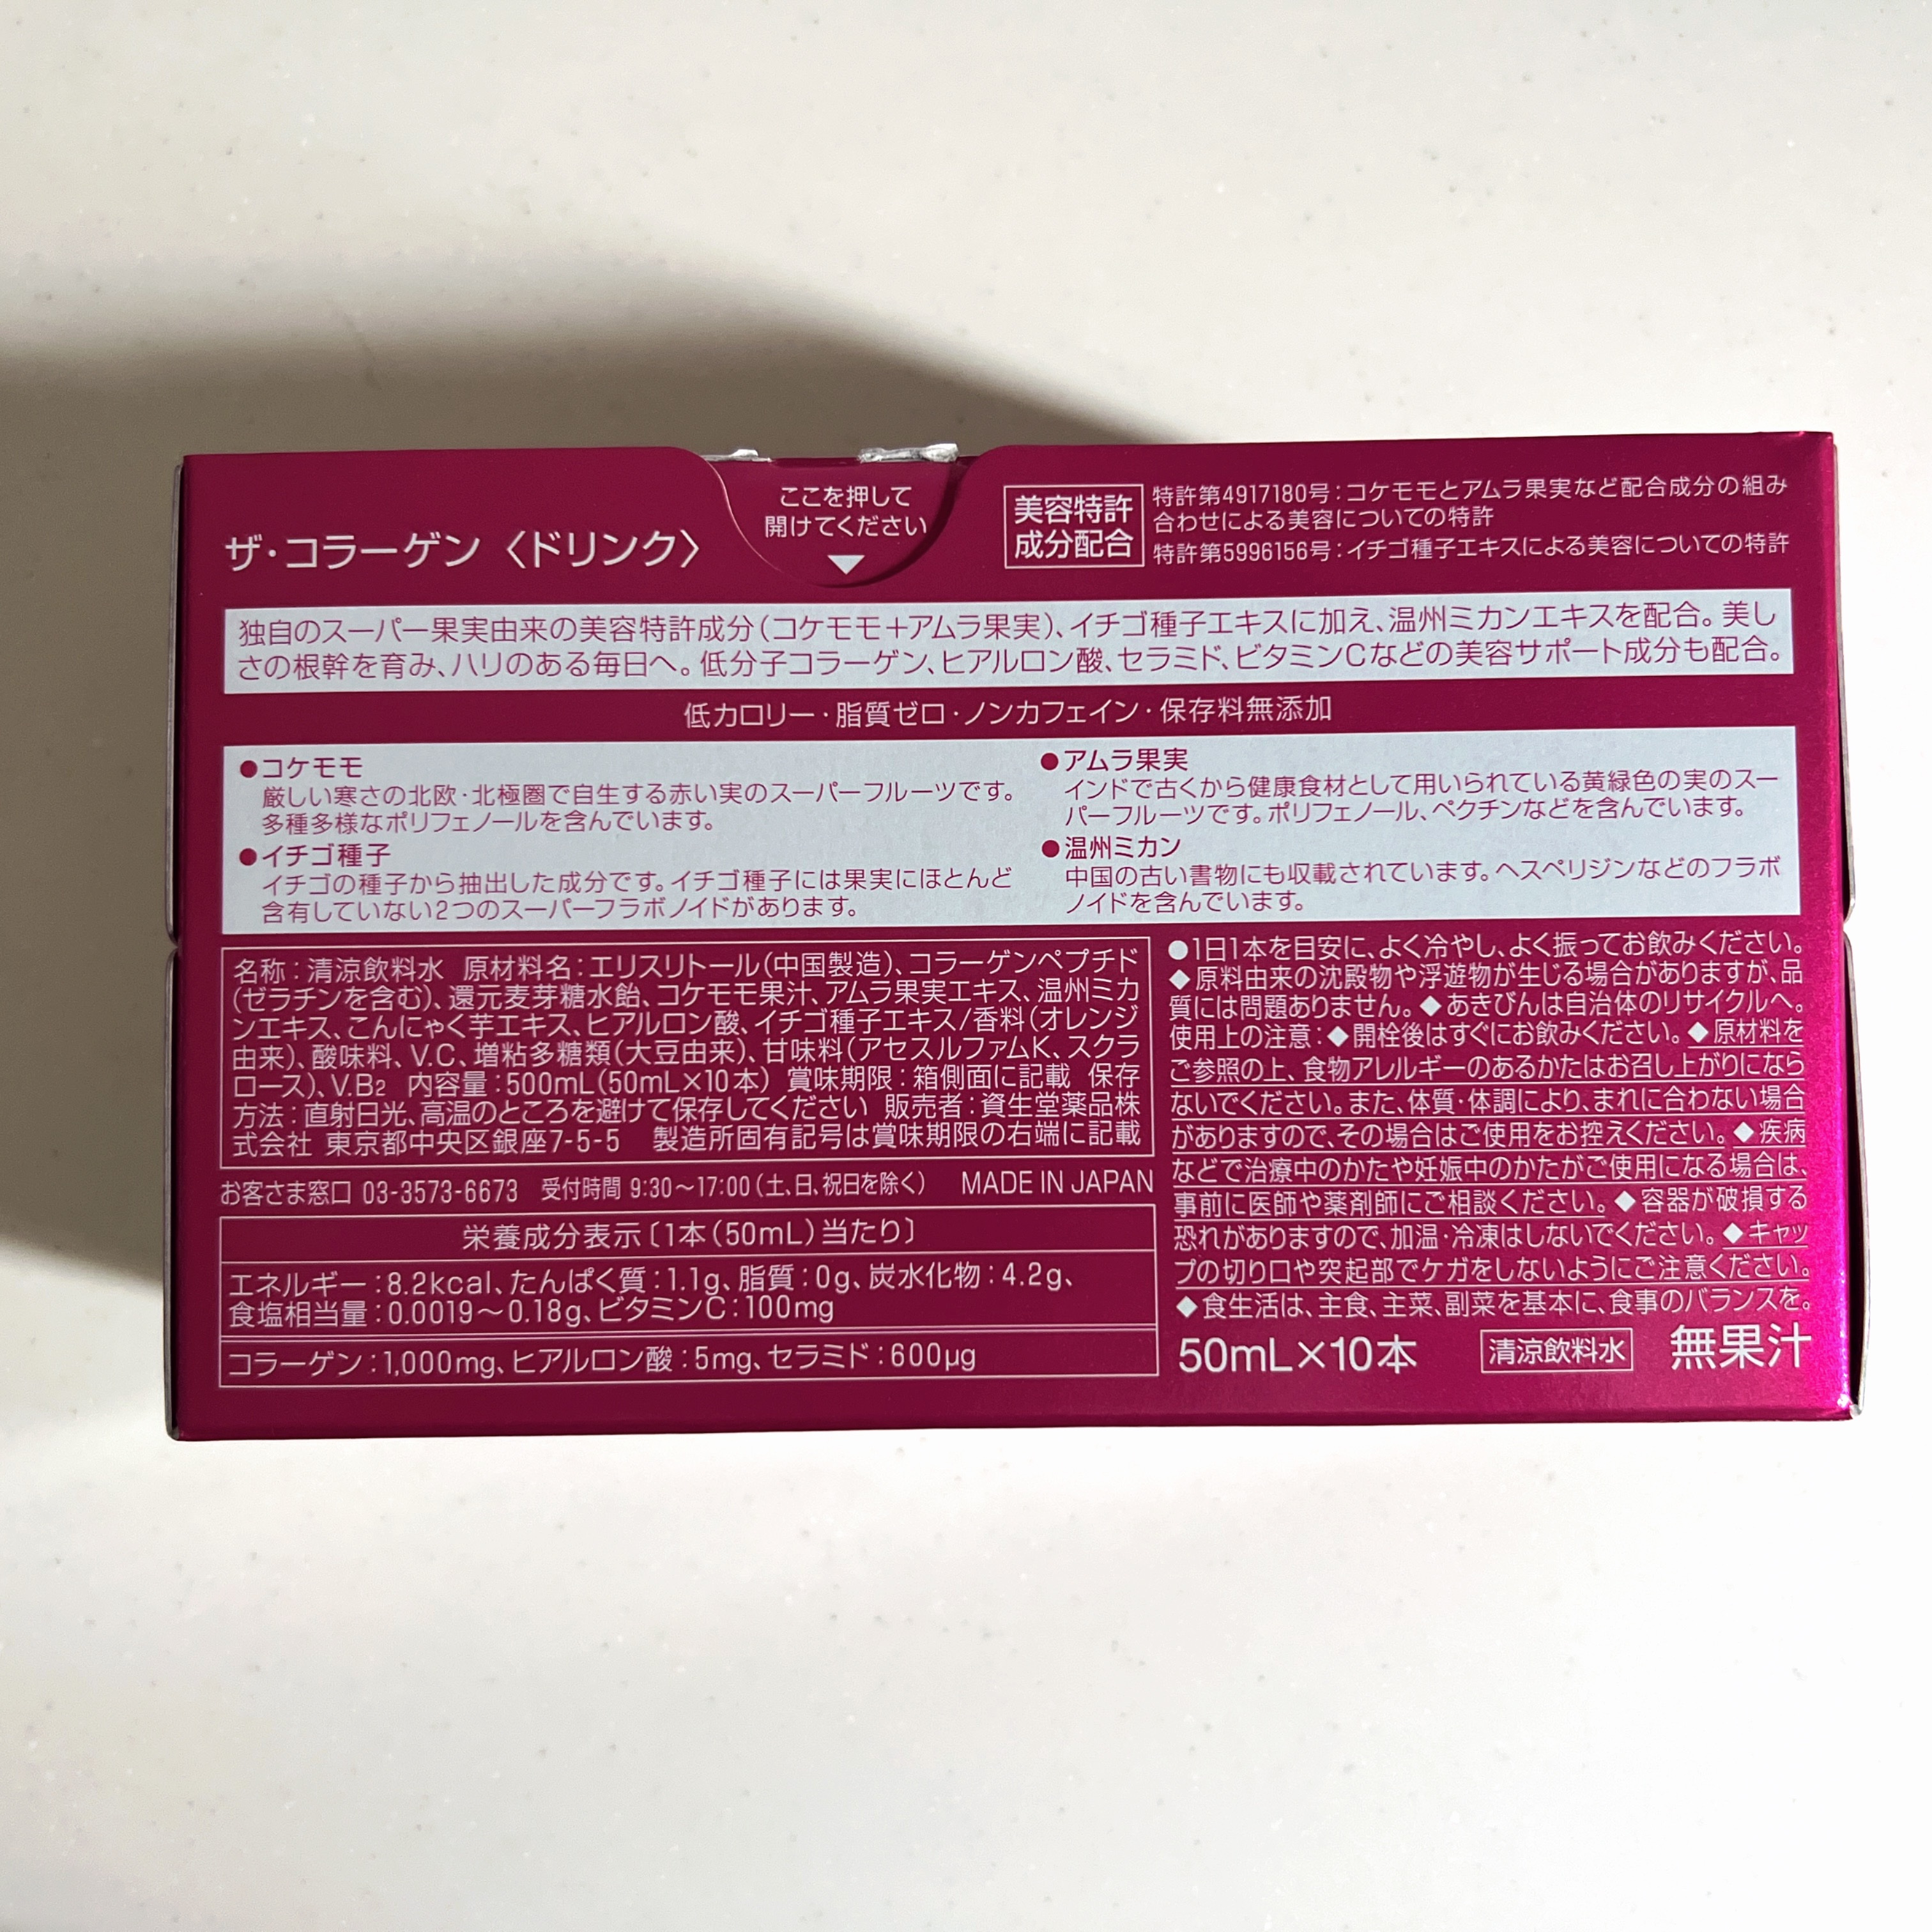 ここを押して
開けてください
ザ・コラーゲン〈ドリンク〉
美容特許
成分配合
特許第4917180号：コケモモとアムラ果実など配合成分の組み
合わせによる美容についての特許
特許第5996156号：イチゴ種子エキスによる美容についての特許
独自のスーパー果実由来の美容特許成分（コケモモ＋アムラ果実）、イチゴ種子エキスに加え、温州ミカンエキスを配合。美し
さの根幹を育み、ハリのある毎日へ。低分子コラーゲン、ヒアルロン酸、セラミド、ビタミンCなどの美容サポート成分も配合。
低カロリー・脂質ゼロ・ノンカフェイン・保存料無添加
●コケモモ
厳しい寒さの北欧・北極圏で自生する赤い実のスーパーフルーツです。
多種多様なポリフェノールを含んでいます。
●イチゴ種子
イチゴの種子から抽出した成分です。イチゴ種子には果実にほとんど
含有していない2つのスーパーフラボノイドがあります。
●アムラ果実
インドで古くから健康食材として用いられている黄緑色の実のスー
パーフルーツです。ポリフェノール、ペクチンなどを含んでいます。
●温州ミカン
中国の古い書物にも収載されています。ヘスペリジンなどのフラボ
ノイドを含んでいます。
名称：清涼飲料水 原材料名：エリスリトール（中国製造）、コラーゲンペプチド
（ゼラチンを含む）、還元麦芽糖水飴、コケモモ果汁、アムラ果実エキス、温州ミカ
ンエキス、こんにゃく芋エキス、ヒアルロン酸、イチゴ種子エキス/香料（オレンジ
由来）、酸味料、V.C、増粘多糖類（大豆由来）、甘味料（アセスルファムK、スクラ
ロース）、V.B2 内容量：500mL（50mL×10本） 賞味期限：箱側面に記載 保存
方法：直射日光、高温のところを避けて保存してください 販売者：資生堂薬品株
式会社 東京都中央区銀座7-5-5 製造所固有記号は賞味期限の右端に記載
お客さま窓口 03-3573-6673 受付時間 9:30～17:00（土、日、祝日を除く） MADE IN JAPAN
栄養成分表示〔1本（50mL）当たり〕
エネルギー：8.2kcal、たんぱく質：1.1g、脂質：0g、炭水化物：4.2g、
食塩相当量：0.0019～0.18g、ビタミンC：100mg
コラーゲン：1,000mg、ヒアルロン酸：5mg、セラミド：600μg
●1日1本を目安に、よく冷やし、よく振ってお飲みください。
◆原料由来の沈殿物や浮遊物が生じる場合がありますが、品
質には問題ありません。◆あきびんは自治体のリサイクルへ。
使用上の注意：◆開栓後はすぐにお飲みください。◆原材料を
ご参照の上、食物アレルギーのあるかたはお召し上がりになら
ないでください。また、体質・体調により、まれに合わない場合
がありますので、その場合はご使用をお控えください。◆疾病
などで治療中のかたや妊娠中のかたがご使用になる場合は、
事前に医師や薬剤師にご相談ください。◆容器が破損する
恐れがありますので、加温・冷凍はしないでください。◆キャッ
プの切り口や突起部でケガをしないようにご注意ください。
◆食生活は、主食、主菜、副菜を基本に、食事のバランスを。
50mL×10本 清涼飲料水 無果汁